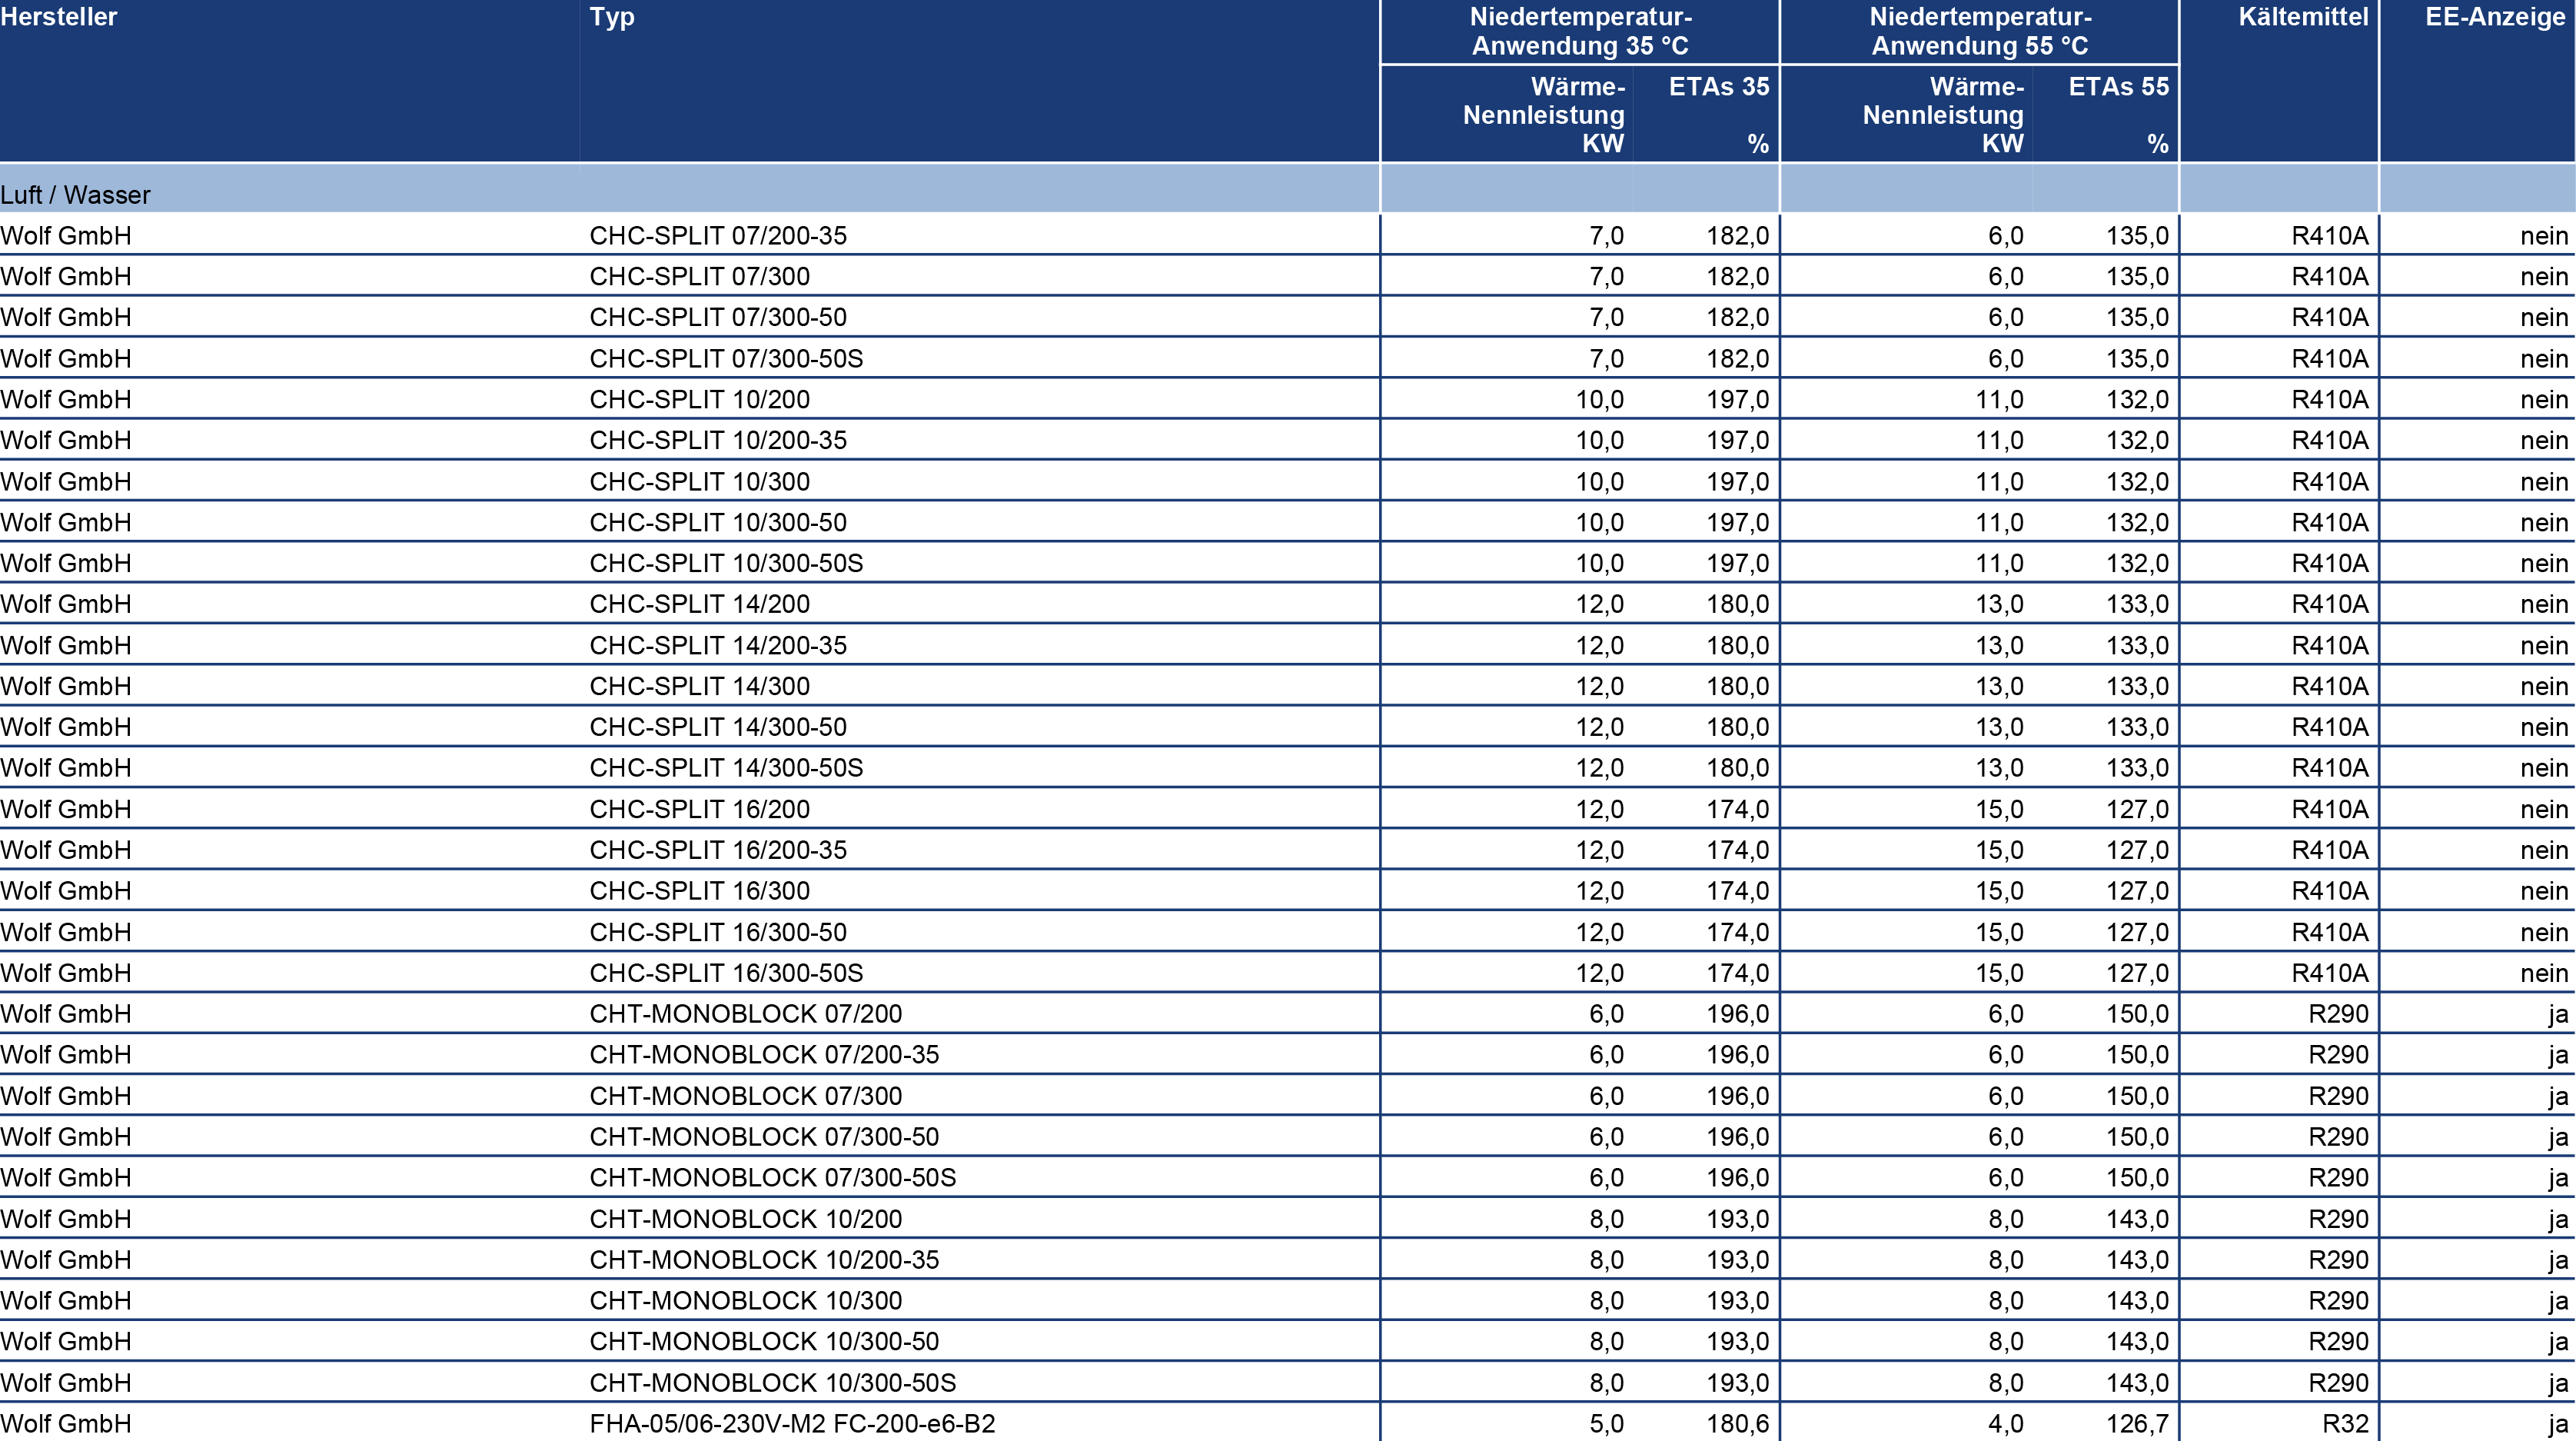 Hersteller Typ Niedertemperatur- Niedertemperatur- Kältemittel EE-Anzeige
Anwendung 35 °C Anwendung 55 °C
Wärme- ETAs 35 Wärme- ETAs 55
Nennleistung Nennleistung
KW % KW %
Luft / Wasser
Wolf GmbH CHC-SPLIT 07/200-35 7,0 182,0 6,0 135,0 R410A nein
Wolf GmbH CHC-SPLIT 07/300 7,0 182,0 6,0 135,0 R410A nein
Wolf GmbH CHC-SPLIT 07/300-50 7,0 182,0 6,0 135,0 R410A nein
Wolf GmbH CHC-SPLIT 07/300-50S 7,0 182,0 6,0 135,0 R410A nein
Wolf GmbH CHC-SPLIT 10/200 10,0 197,0 11,0 132,0 R410A nein
Wolf GmbH CHC-SPLIT 10/200-35 10,0 197,0 11,0 132,0 R410A nein
Wolf GmbH CHC-SPLIT 10/300 10,0 197,0 11,0 132,0 R410A nein
Wolf GmbH CHC-SPLIT 10/300-50 10,0 197,0 11,0 132,0 R410A nein
Wolf GmbH CHC-SPLIT 10/300-50S 10,0 197,0 11,0 132,0 R410A nein
Wolf GmbH CHC-SPLIT 14/200 12,0 180,0 13,0 133,0 R410A nein
Wolf GmbH CHC-SPLIT 14/200-35 12,0 180,0 13,0 133,0 R410A nein
Wolf GmbH CHC-SPLIT 14/300 12,0 180,0 13,0 133,0 R410A nein
Wolf GmbH CHC-SPLIT 14/300-50 12,0 180,0 13,0 133,0 R410A nein
Wolf GmbH CHC-SPLIT 14/300-50S 12,0 180,0 13,0 133,0 R410A nein
Wolf GmbH CHC-SPLIT 16/200 12,0 174,0 15,0 127,0 R410A nein
Wolf GmbH CHC-SPLIT 16/200-35 12,0 174,0 15,0 127,0 R410A nein
Wolf GmbH CHC-SPLIT 16/300 12,0 174,0 15,0 127,0 R410A nein
Wolf GmbH CHC-SPLIT 16/300-50 12,0 174,0 15,0 127,0 R410A nein
Wolf GmbH CHC-SPLIT 16/300-50S 12,0 174,0 15,0 127,0 R410A nein
Wolf GmbH CHT-MONOBLOCK 07/200 6,0 196,0 6,0 150,0 R290 ja
Wolf GmbH CHT-MONOBLOCK 07/200-35 6,0 196,0 6,0 150,0 R290 ja
Wolf GmbH CHT-MONOBLOCK 07/300 6,0 196,0 6,0 150,0 R290 ja
Wolf GmbH CHT-MONOBLOCK 07/300-50 6,0 196,0 6,0 150,0 R290 ja
Wolf GmbH CHT-MONOBLOCK 07/300-50S 6,0 196,0 6,0 150,0 R290 ja
Wolf GmbH CHT-MONOBLOCK 10/200 8,0 193,0 8,0 143,0 R290 ja
Wolf GmbH CHT-MONOBLOCK 10/200-35 8,0 193,0 8,0 143,0 R290 ja
Wolf GmbH CHT-MONOBLOCK 10/300 8,0 193,0 8,0 143,0 R290 ja
Wolf GmbH CHT-MONOBLOCK 10/300-50 8,0 193,0 8,0 143,0 R290 ja
Wolf GmbH CHT-MONOBLOCK 10/300-50S 8,0 193,0 8,0 143,0 R290 ja
Wolf GmbH FHA-05/06-230V-M2 FC-200-e6-B2 5,0 180,6 4,0 126,7 R32 ja